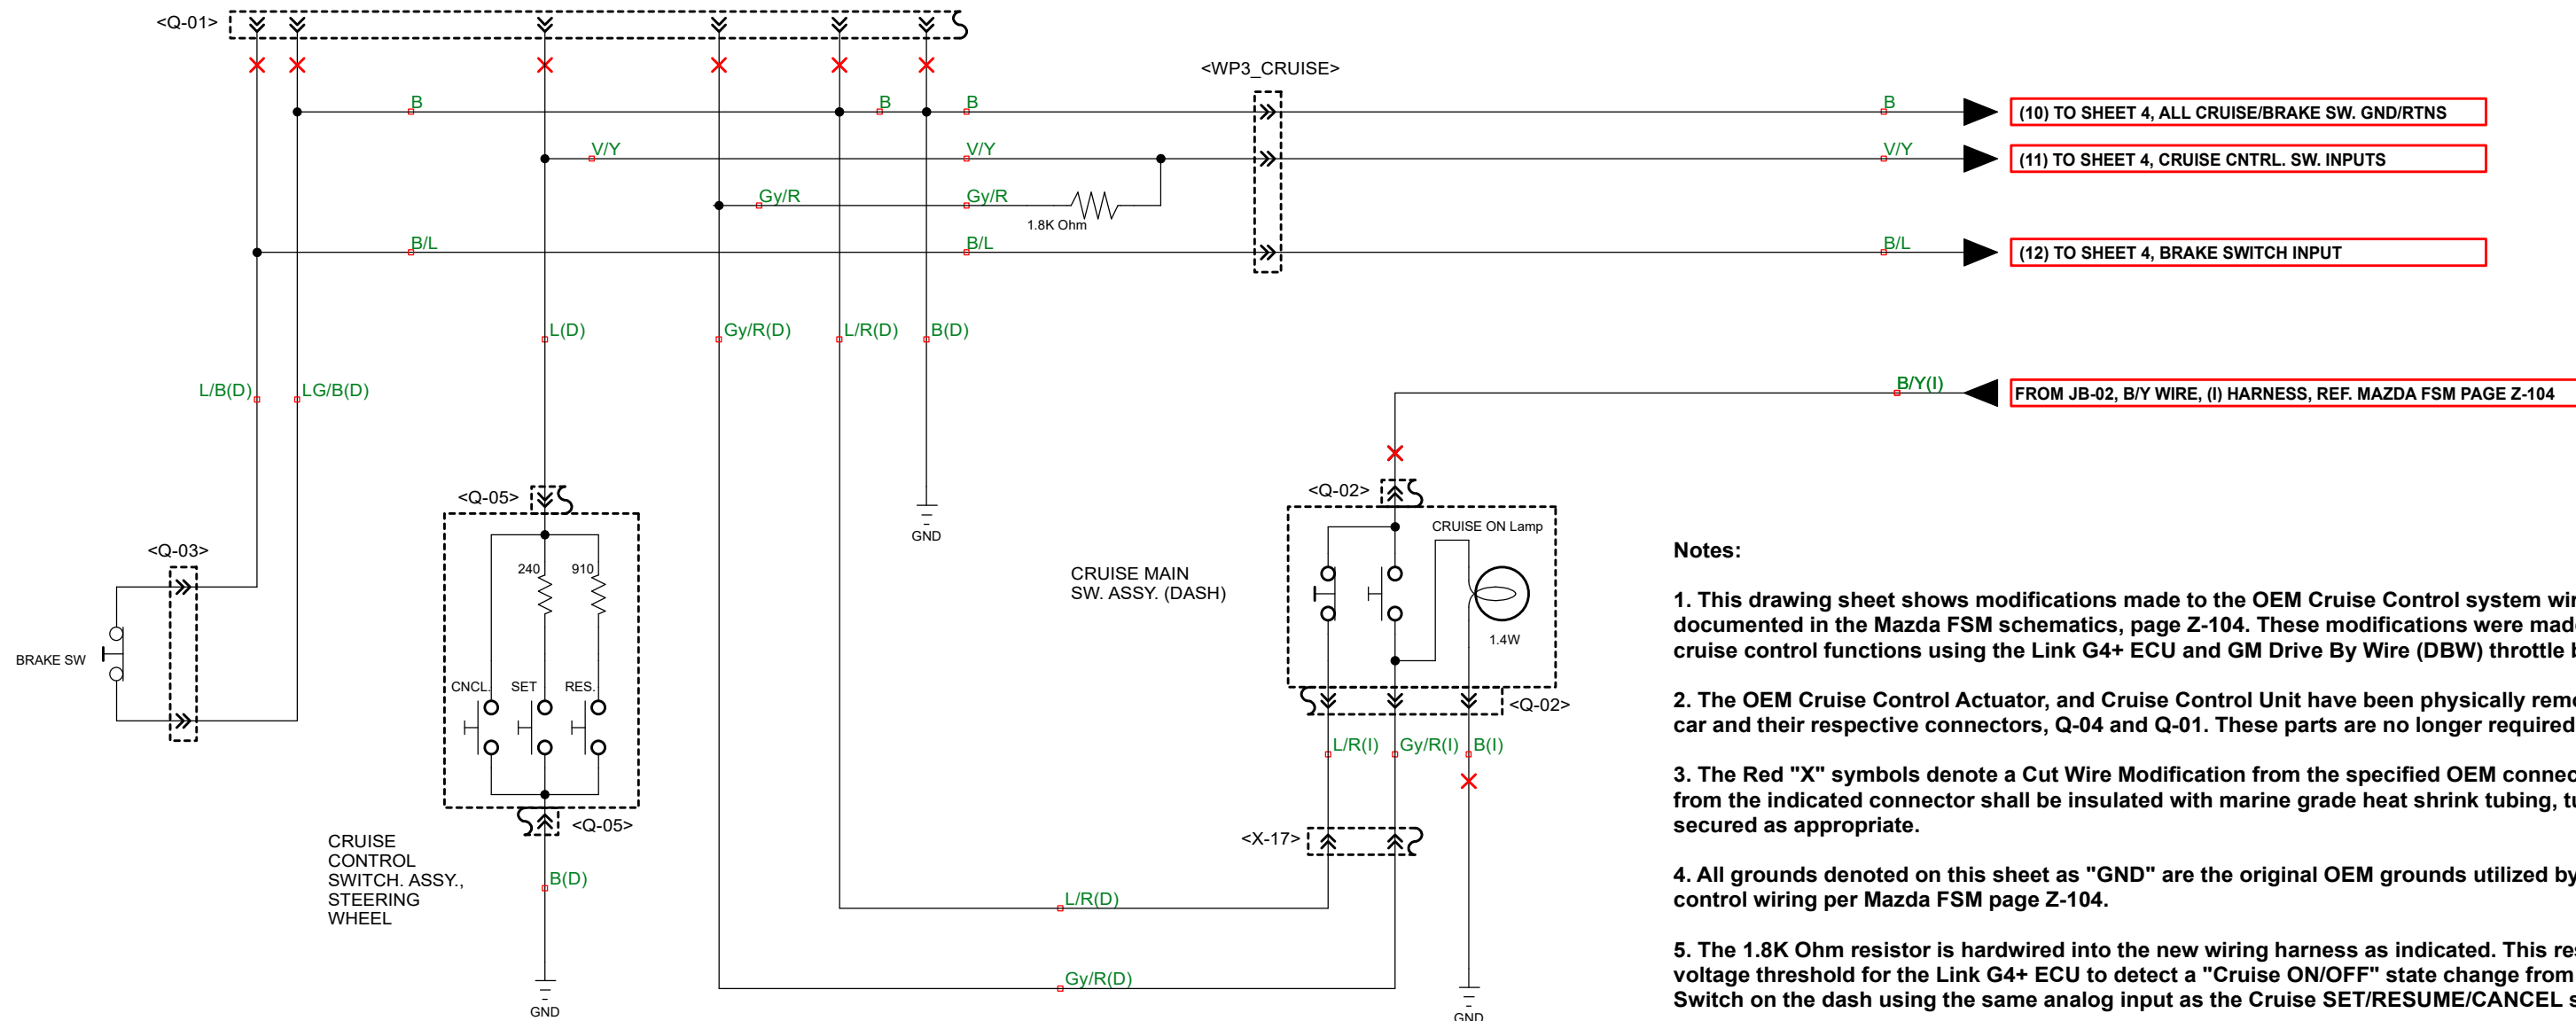 <Q-01>
<WP3_CRUISE>
B
B
B
B
(10) TO SHEET 4, ALL CRUISE/BRAKE SW. GND/RTNS
V/Y
V/Y
V/Y
(11) TO SHEET 4, CRUISE CNTRL. SW. INPUTS
Gy/R
Gy/R
1.8K Ohm
B/L
B/L
B/L
(12) TO SHEET 4, BRAKE SWITCH INPUT
L(D)
Gy/R(D)
L/R(D)
B(D)
L/B(D)
LG/B(D)
B/Y(I)
FROM JB-02, B/Y WIRE, (I) HARNESS, REF. MAZDA FSM PAGE Z-104
<Q-05>
<Q-02>
GND
CRUISE ON Lamp
<Q-03>
240
910
CRUISE MAIN
SW. ASSY. (DASH)
1.4W
BRAKE SW
CNCL.
SET
RES.
<Q-02>
L/R(I)
Gy/R(I)
B(I)
<Q-05>
<X-17>
CRUISE
CONTROL
SWITCH. ASSY.,
STEERING
WHEEL
B(D)
L/R(D)
Gy/R(D)
GND
GND
Notes:
1. This drawing sheet shows modifications made to the OEM Cruise Control system
documented in the Mazda FSM schematics, page Z-104. These modifications were
cruise control functions using the Link G4+ ECU and GM Drive By Wire (DBW) throttle
2. The OEM Cruise Control Actuator, and Cruise Control Unit have been physically
car and their respective connectors, Q-04 and Q-01. These parts are no longer required
3. The Red "X" symbols denote a Cut Wire Modification from the specified OEM
from the indicated connector shall be insulated with marine grade heat shrink tubing,
secured as appropriate.
4. All grounds denoted on this sheet as "GND" are the original OEM grounds utilized by
control wiring per Mazda FSM page Z-104.
5. The 1.8K Ohm resistor is hardwired into the new wiring harness as indicated. This
voltage threshold for the Link G4+ ECU to detect a "Cruise ON/OFF" state change from
Switch on the dash using the same analog input as the Cruise SET/RESUME/CANCEL